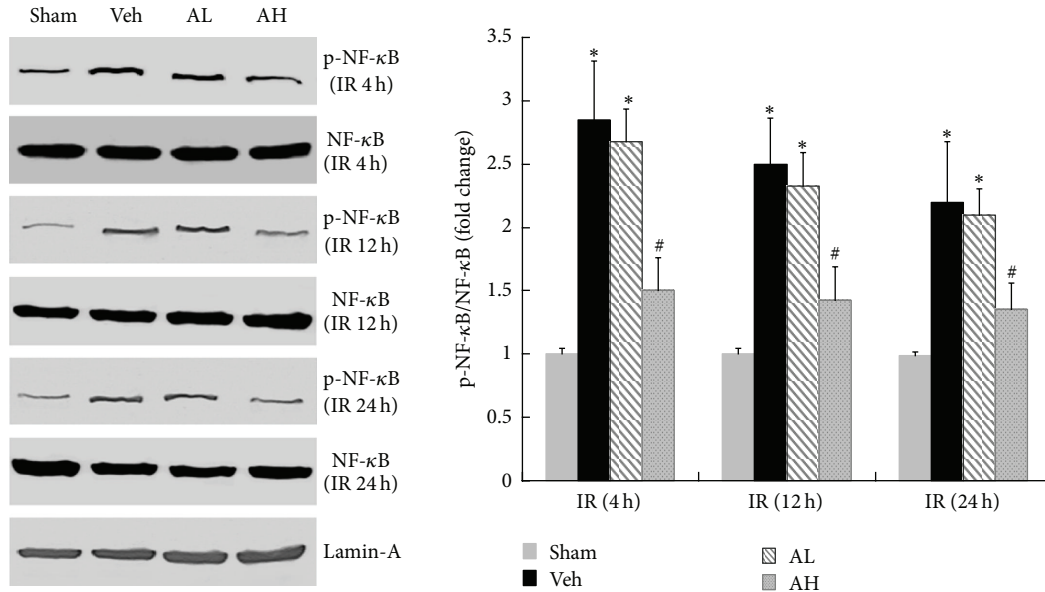 Sham Veh AL AH
p-NF-κB
(IR 4 h)
NF-κB
(IR 4 h)
p-NF-κB
(IR 12 h)
NF-κB
(IR 12 h)
p-NF-κB
(IR 24 h)
NF-κB
(IR 24 h)
Lamin-A
p-NF-κB/NF-κB (fold change)
3.5
3
2.5
2
1.5
1
0.5
0
* * #
* * #
* * #
IR (4 h) IR (12 h) IR (24 h)
Sham
Veh
AL
AH